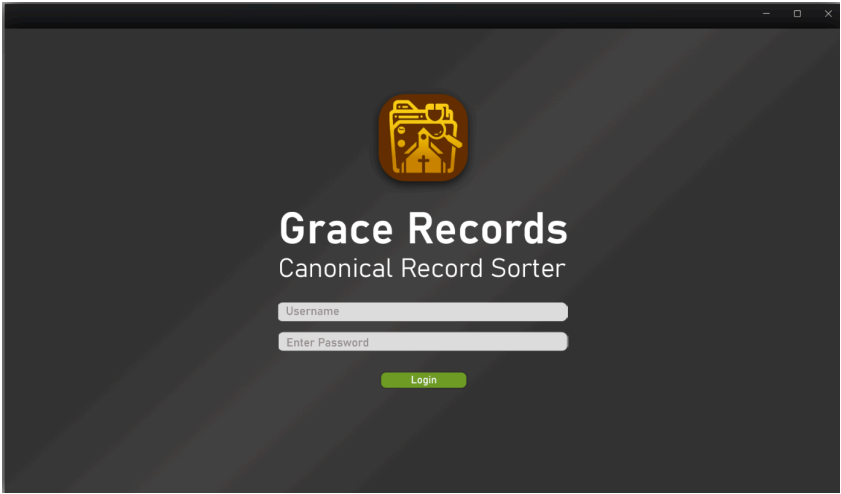 Grace Records
Canonical Record Sorter
Username
Enter Password
Login